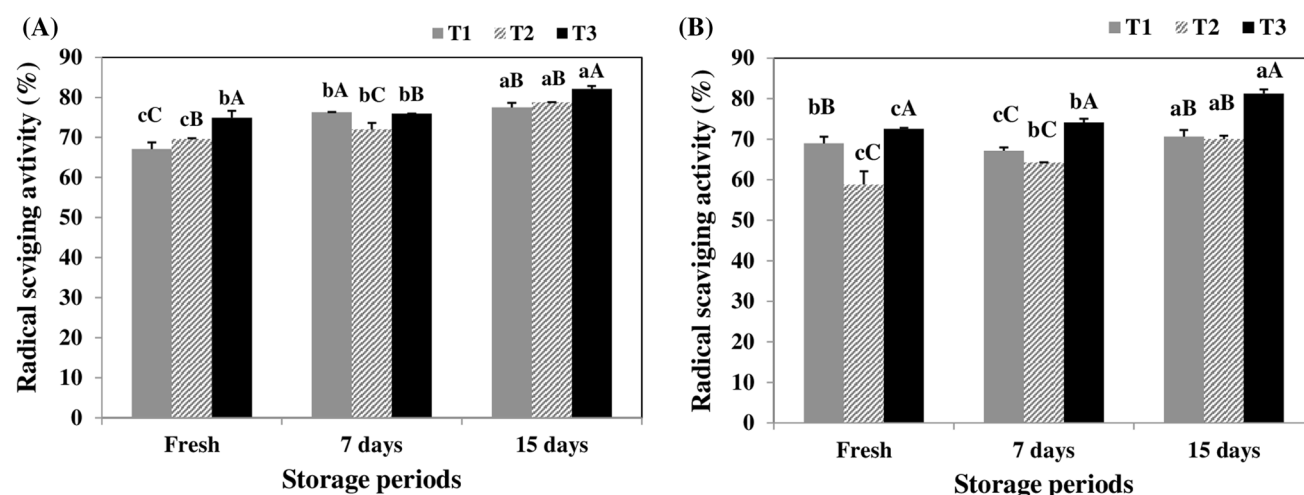 (A)
T1 T2 T3
Radical scviging avtivity (%)
90
80
70
60
50
40
30
20
10
0
cC cB bA
bA bC bB
aB aB aA
Fresh 7 days 15 days
Storage periods
(B)
T1 T2 T3
Radical scaviging activity (%)
90
80
70
60
50
40
30
20
10
0
bB cC cA
cC bC bA
aB aB aA
Fresh 7 days 15 days
Storage periods